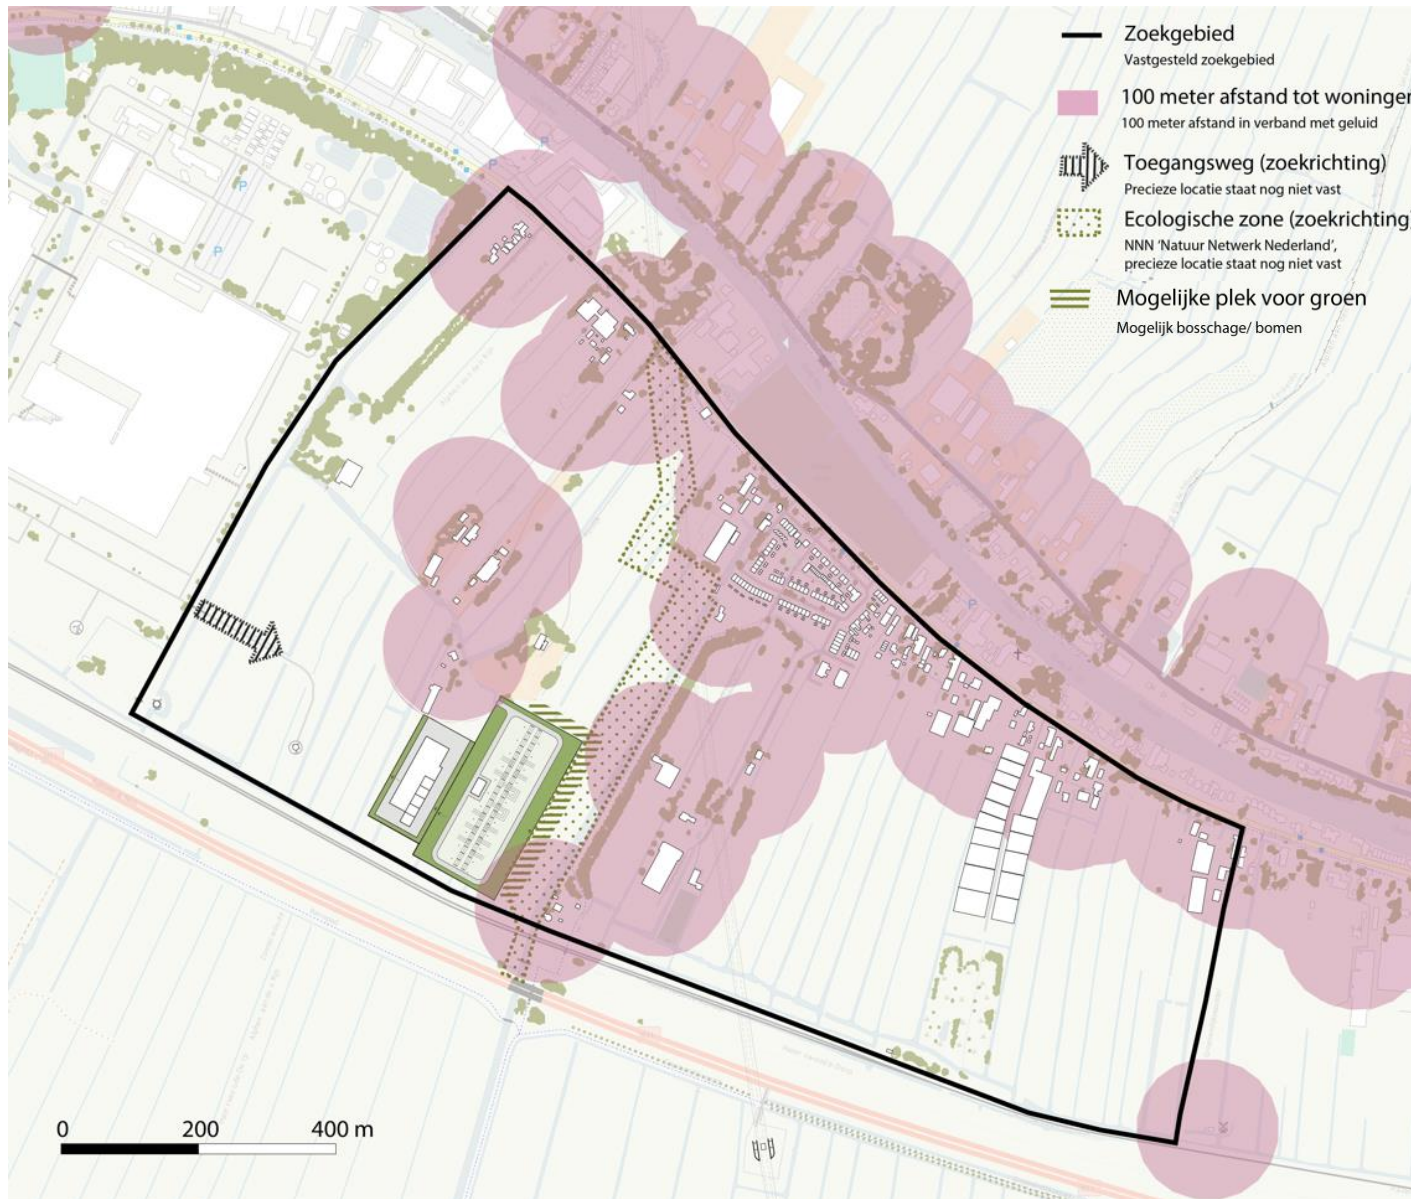 Zoekgebied
Vastgesteld zoekgebied
100 meter afstand tot woningen
100 meter afstand in verband met geluid
Toegangsweg (zoekrichting)
Precieze locatie staat nog niet vast
Ecologische zone (zoekrichting)
NNN ‘Natuur Netwerk Nederland’,
precieze locatie staat nog niet vast
Mogelijke plek voor groen
Mogelijk bosschage/ bomen
P
P
P
P
P
0 200 400 m